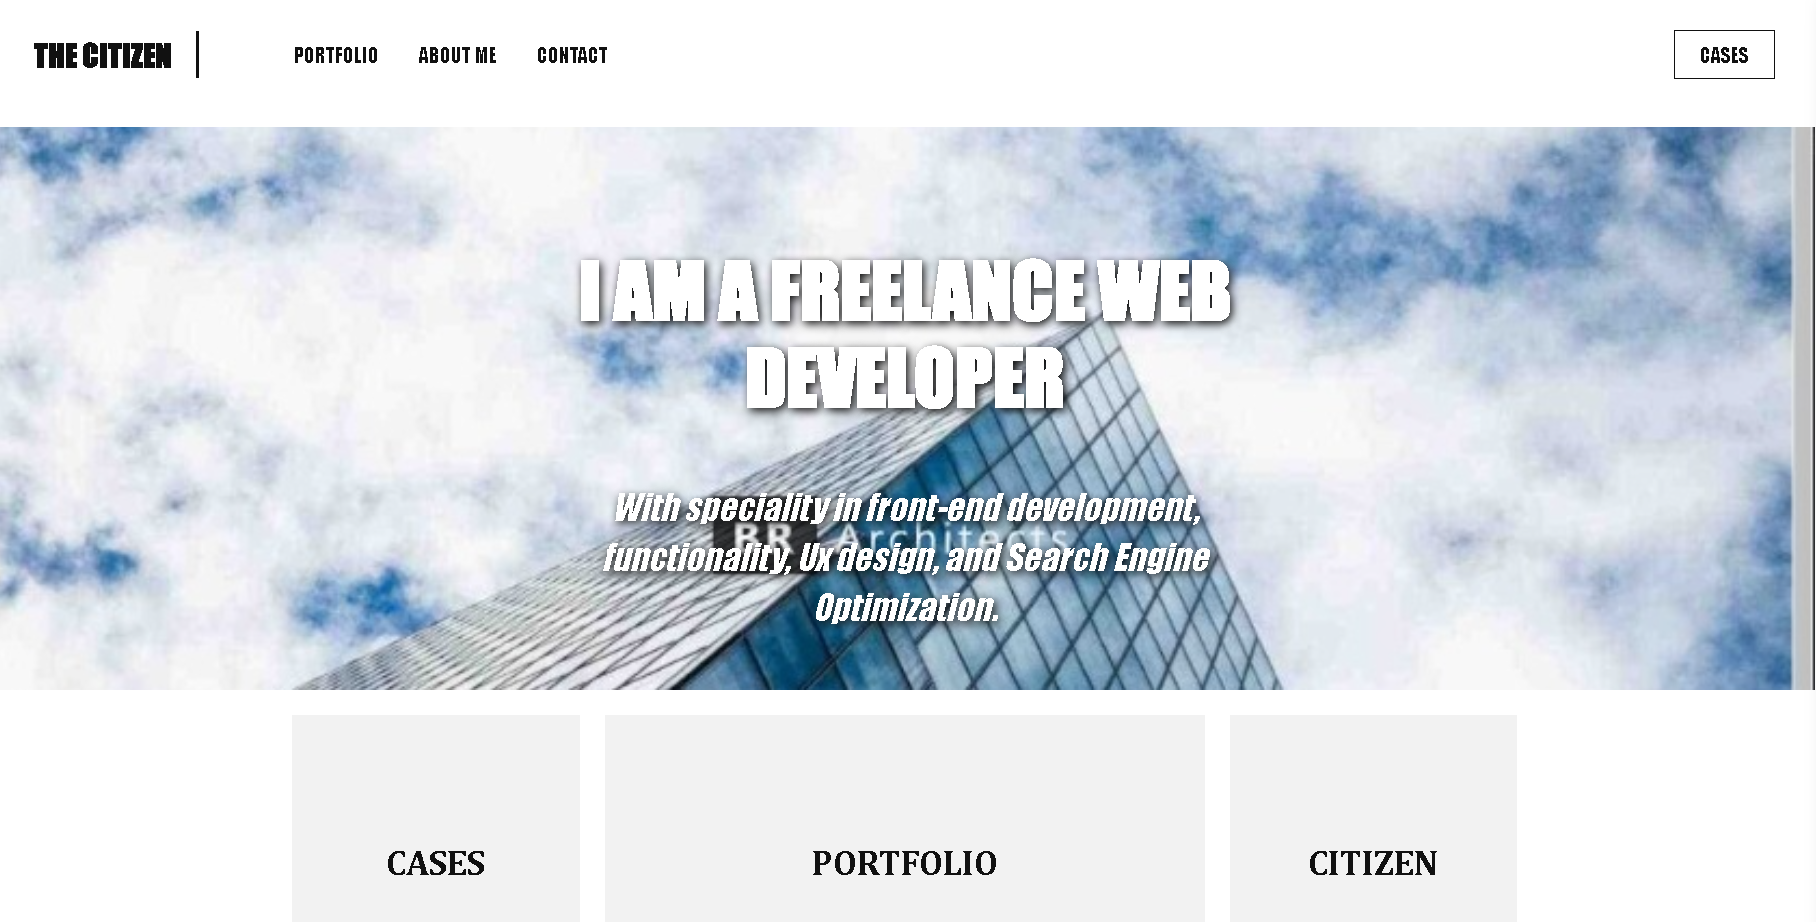 THE CITIZEN
PORTFOLIO ABOUT ME CONTACT
CASES
I AM A FREELANCE WEB
DEVELOPER
With speciality in front-end development,
BR Architects
functionality, Ux design, and Search Engine
Optimization.
CASES
PORTFOLIO
CITIZEN